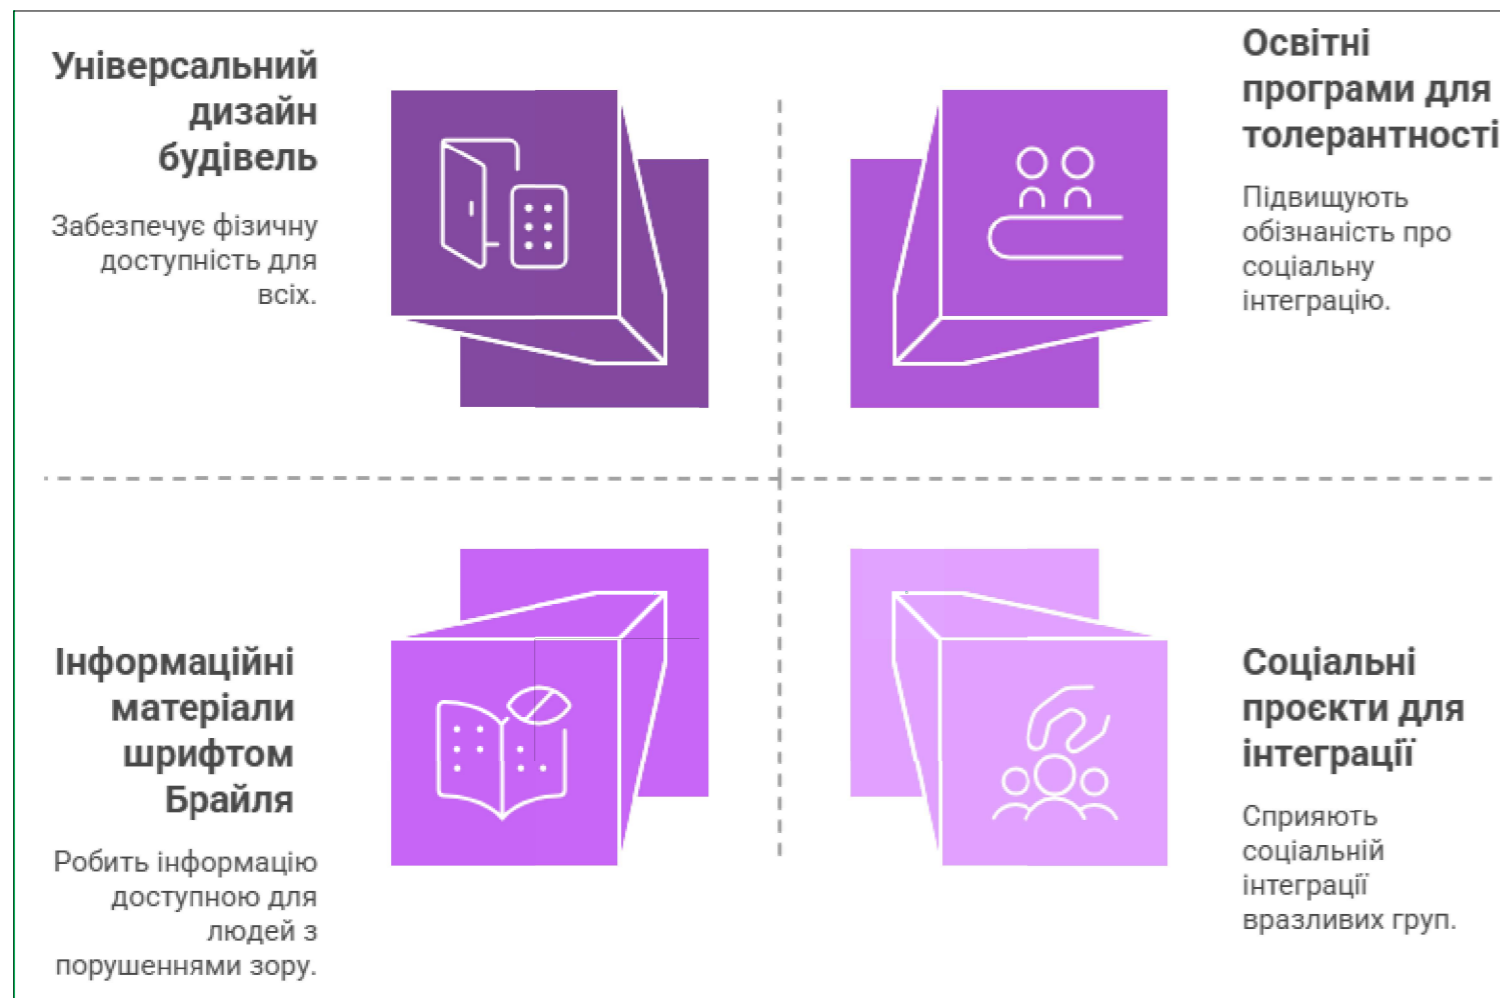 Універсальний
дизайн
будівель
Забезпечує фізичну
доступність для
всіх.
Освітні
програми для
толерантності
Підвищують
обізнаність про
соціальну
інтеграцію.
Інформаційні
матеріали
шрифтом
Брайля
Робить інформацію
доступною для
людей з
порушеннями зору.
Соціальні
проєкти для
інтеграції
Сприяють
соціальній
інтеграції
вразливих груп.